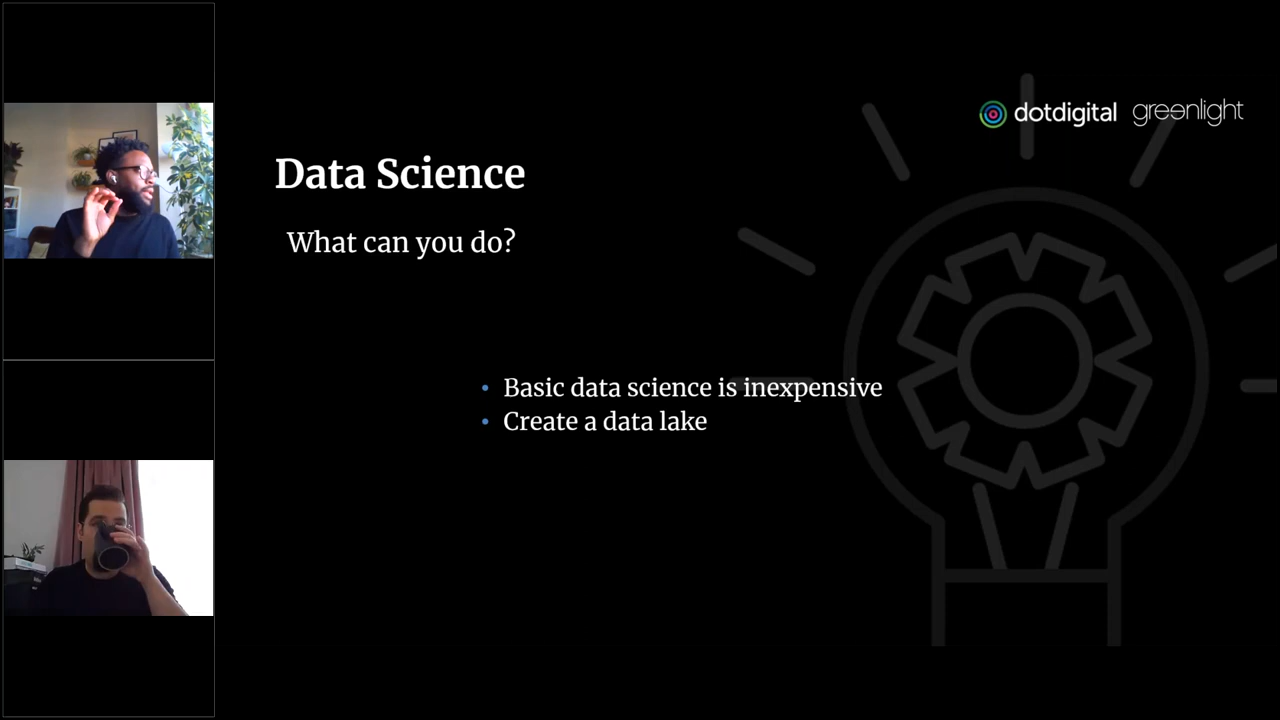 dotdigital greenlight
Data Science
What can you do?
• Basic data science is inexpensive
• Create a data lake